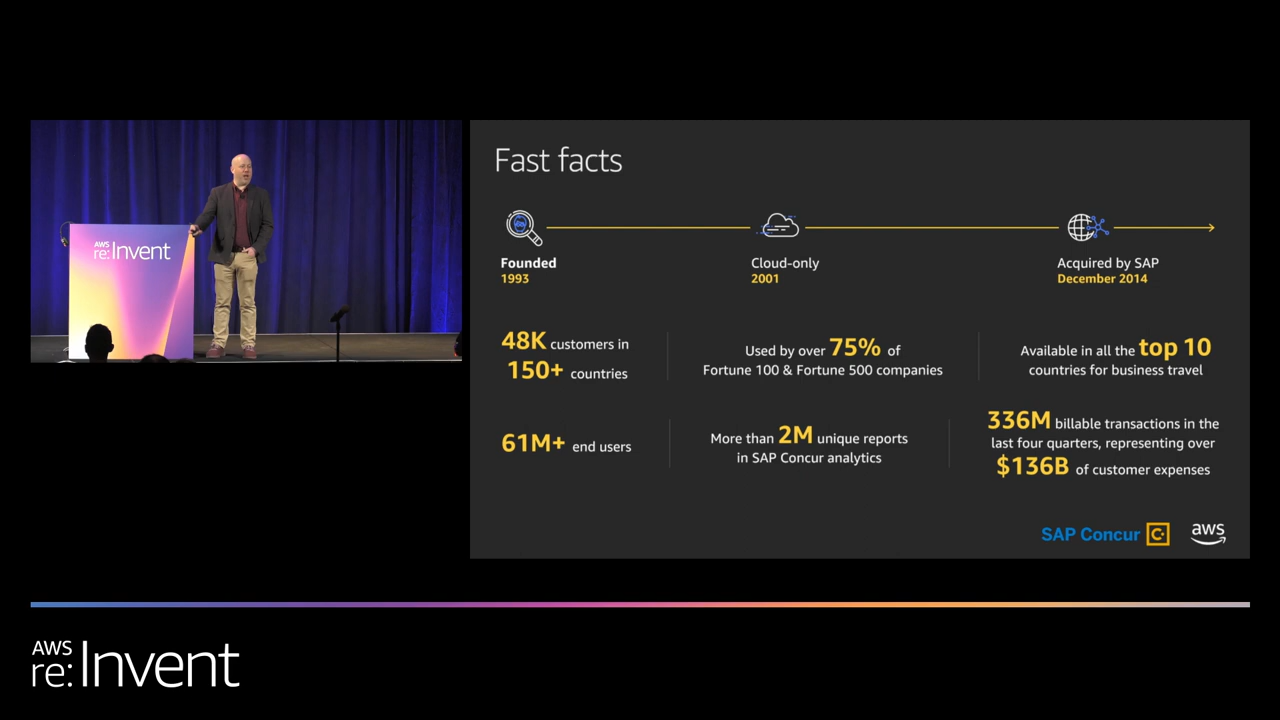 AWS
re:Invent
Fast facts
Founded
1993
Cloud-only
2001
Acquired by SAP
December 2014
48K customers in
150+ countries
Used by over 75% of
Fortune 100 & Fortune 500 companies
Available in all the top 10
countries for business travel
61M+ end users
More than 2M unique reports
in SAP Concur analytics
336M billable transactions in the
last four quarters, representing over
$136B of customer expenses
SAP Concur C
aws
AWS
re:Invent